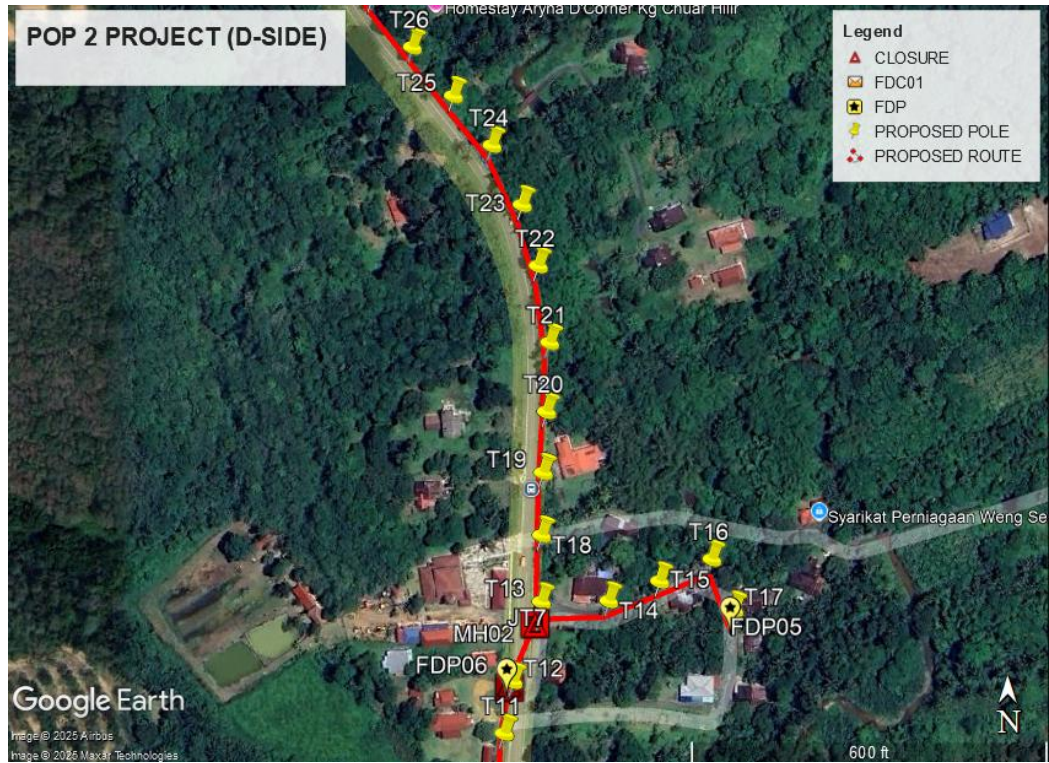 Homestay Aryna D'Corner Kg Chuar Hilir
POP 2 PROJECT (D-SIDE)
Legend
CLOSURE
FDC01
FDP
PROPOSED POLE
PROPOSED ROUTE
T26
T25
T24
T23
T22
T21
T20
T19
T18
Syarikat Perniagaan Weng Se
T16
T15
T13
T17
T14
JT7
FDP05
MH02
FDP06
T12
T11
Google Earth
Image © 2025 Airbus
Image © 2025 Maxar Technologies
600 ft
N